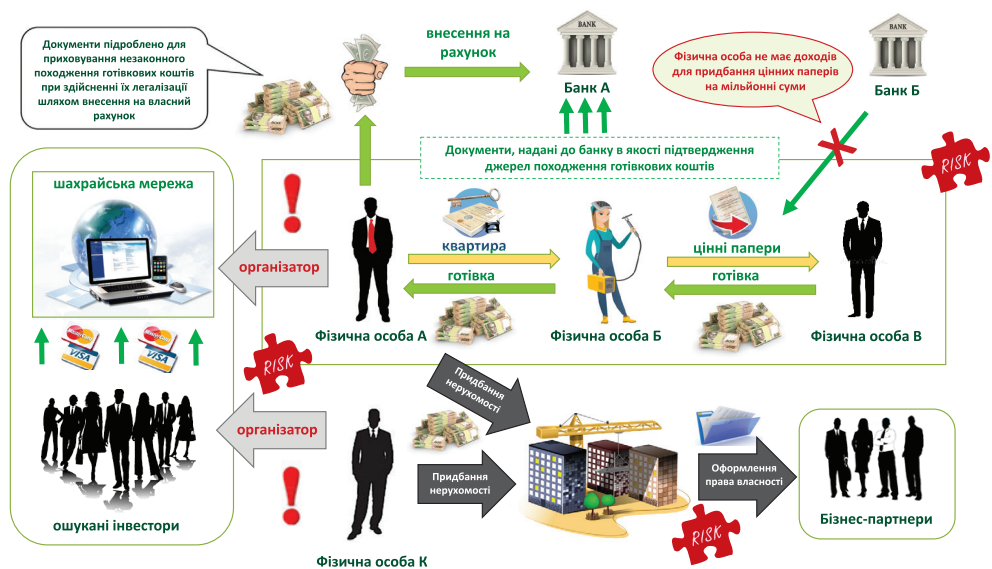 Документи підроблено для
приховування незаконного
походження готівкових коштів
при здійсненні їх легалізації
шляхом внесення на власний
рахунок
внесення на
рахунок
BANK
Банк А
Фізична особа не має доходів
для придбання цінних паперів
на мільйонні суми
BANK
Банк Б
Документи, надані до банку в якості підтвердження
джерел походження готівкових коштів
RISK
шахрайська мережа
організатор
квартира
готівка
цінні папери
готівка
Фізична особа А
Фізична особа Б
Фізична особа В
MasterCard
VISA
MasterCard
VISA
RISK
Придбання
нерухомості
організатор
Придбання
нерухомості
Оформлення
права власності
ошукані інвестори
RISK
Бізнес-партнери
Фізична особа К